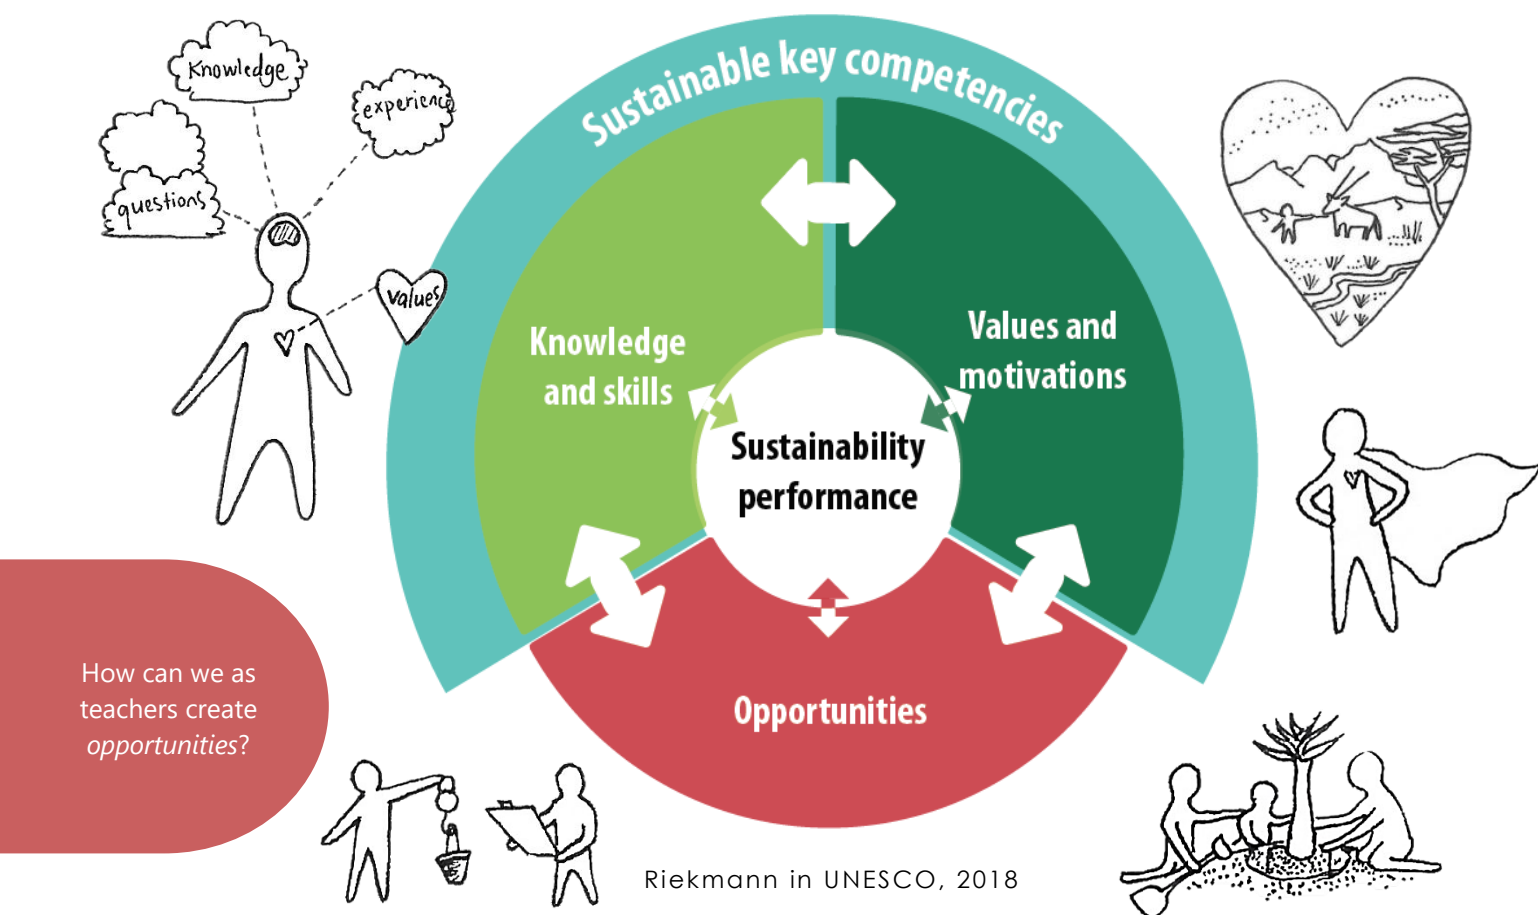 Knowledge
experience
questions
values
Sustainable key competencies
Knowledge
and skills
Values and
motivations
Sustainability
performance
Opportunities
How can we as
teachers create
opportunities?
Riekmann in UNESCO, 2018